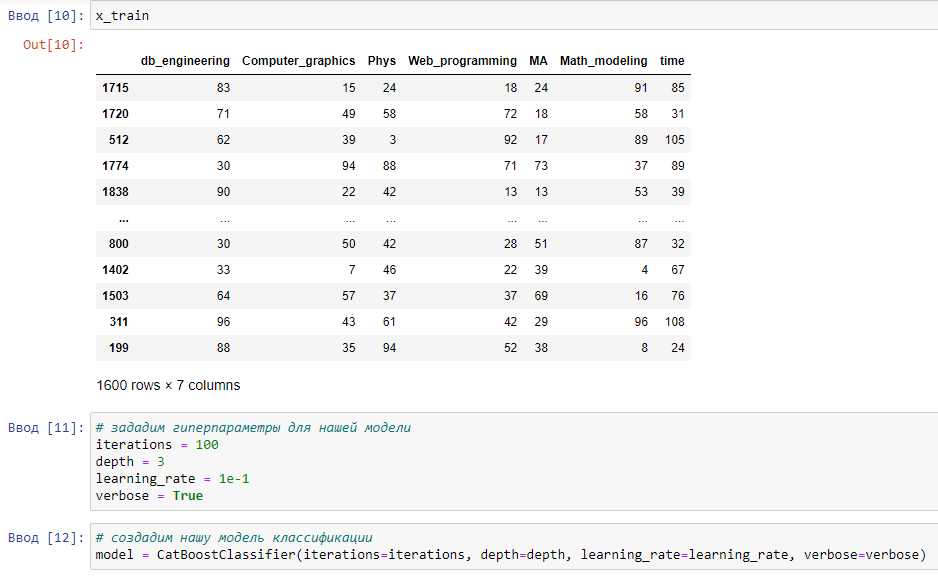 Ввод [10]: x_train
Out[10]:
db_engineering Computer_graphics Phys Web_programming MA Math_modeling time
1715 83 15 24 18 24 91 85
1720 71 49 58 72 18 58 31
512 62 39 3 92 17 89 105
1774 30 94 88 71 73 37 89
1838 90 22 42 13 13 53 39
... ... ... ... ... ... ... ...
800 30 50 42 28 51 87 32
1402 33 7 46 22 39 4 67
1503 64 57 37 37 69 16 76
311 96 43 61 42 29 96 108
199 88 35 94 52 38 8 24
1600 rows × 7 columns
Ввод [11]: # зададим гиперпараметры для нашей модели
iterations = 100
depth = 3
learning_rate = 1e-1
verbose = True
Ввод [12]: # создадим нашу модель классификации
model = CatBoostClassifier(iterations=iterations, depth=depth, learning_rate=learning_rate, verbose=verbose)